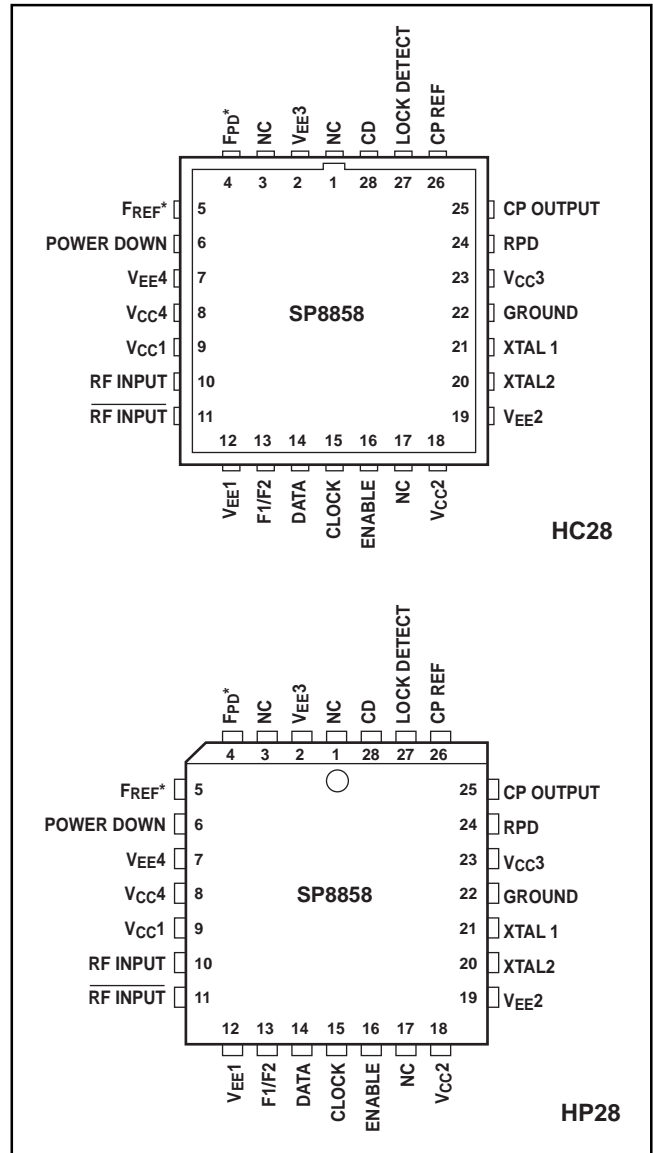 FPD*
NC
VEE3
NC
CD
LOCK DETECT
CP REF
4 3 2 1 28 27 26
FREF* 5 25 CP OUTPUT
POWER DOWN 6 24 RPD
VEE4 7 23 VCC3
VCC4 8 SP8858 22 GROUND
VCC1 9 21 XTAL 1
RF INPUT 10 20 XTAL2
RF INPUT 11 19 VEE2
12 13 14 15 16 17 18
VEE1
F1/F2
DATA
CLOCK
ENABLE
NC
VCC2
HC28
FPD*
NC
VEE3
NC
CD
LOCK DETECT
CP REF
4 3 2 1 28 27 26
FREF* 5 25 CP OUTPUT
POWER DOWN 6 24 RPD
VEE4 7 23 VCC3
VCC4 8 SP8858 22 GROUND
VCC1 9 21 XTAL 1
RF INPUT 10 20 XTAL2
RF INPUT 11 19 VEE2
12 13 14 15 16 17 18
VEE1
F1/F2
DATA
CLOCK
ENABLE
NC
VCC2
HP28